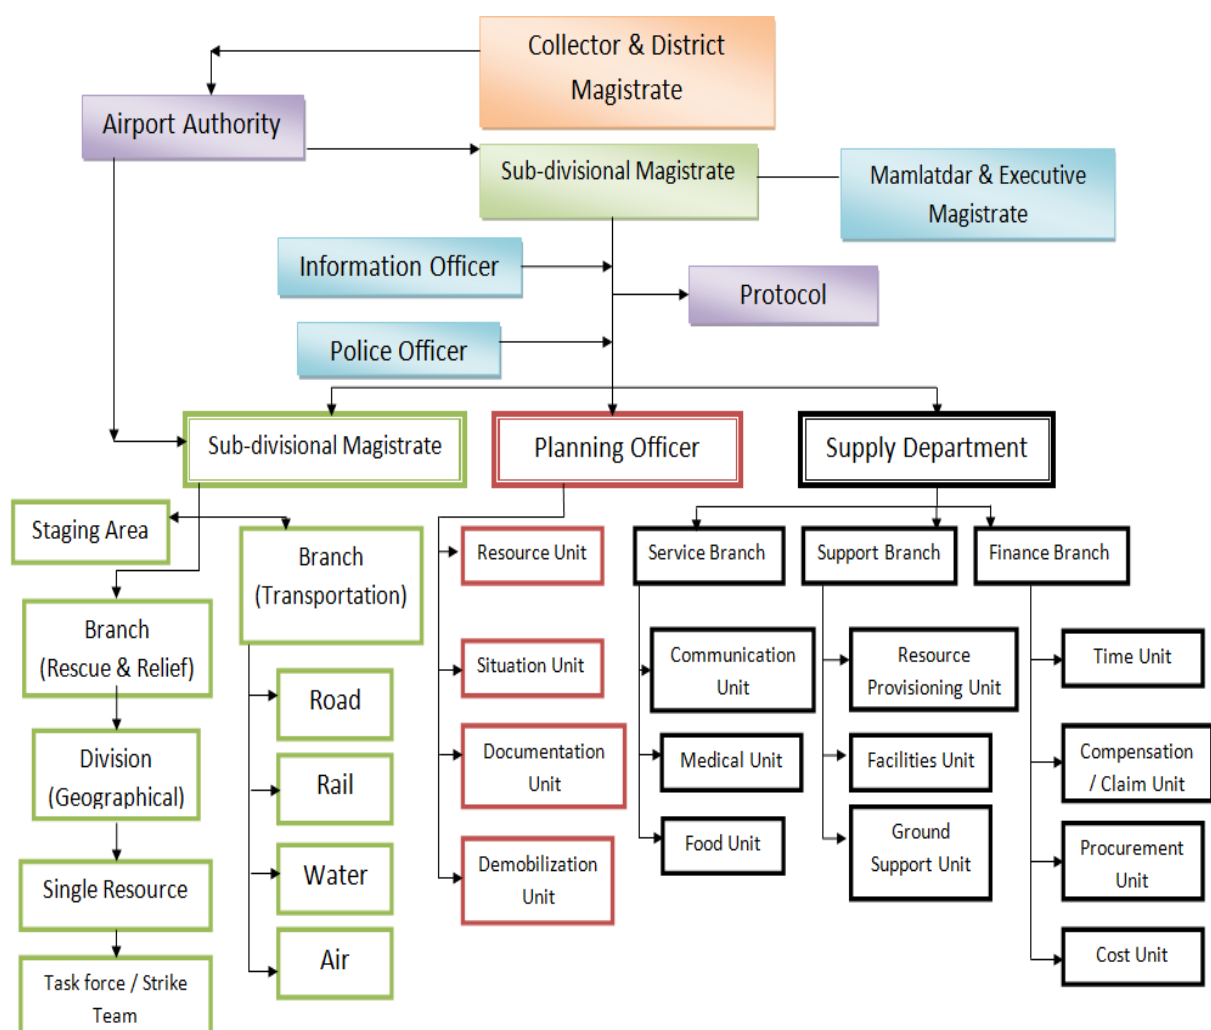 Collector & District
Magistrate
Airport Authority
Sub-divisional Magistrate
Mamlatdar & Executive
Magistrate
Information Officer
Protocol
Police Officer
Sub-divisional Magistrate
Planning Officer
Supply Department
Staging Area
Branch
(Transportation)
Resource Unit
Service Branch
Support Branch
Finance Branch
Branch
(Rescue & Relief)
Situation Unit
Communication
Unit
Resource
Provisioning Unit
Time Unit
Road
Division
(Geographical)
Rail
Documentation
Unit
Medical Unit
Facilities Unit
Compensation
/ Claim Unit
Single Resource
Water
Demobilization
Unit
Food Unit
Ground
Support Unit
Procurement
Unit
Air
Cost Unit
Task force / Strike
Team